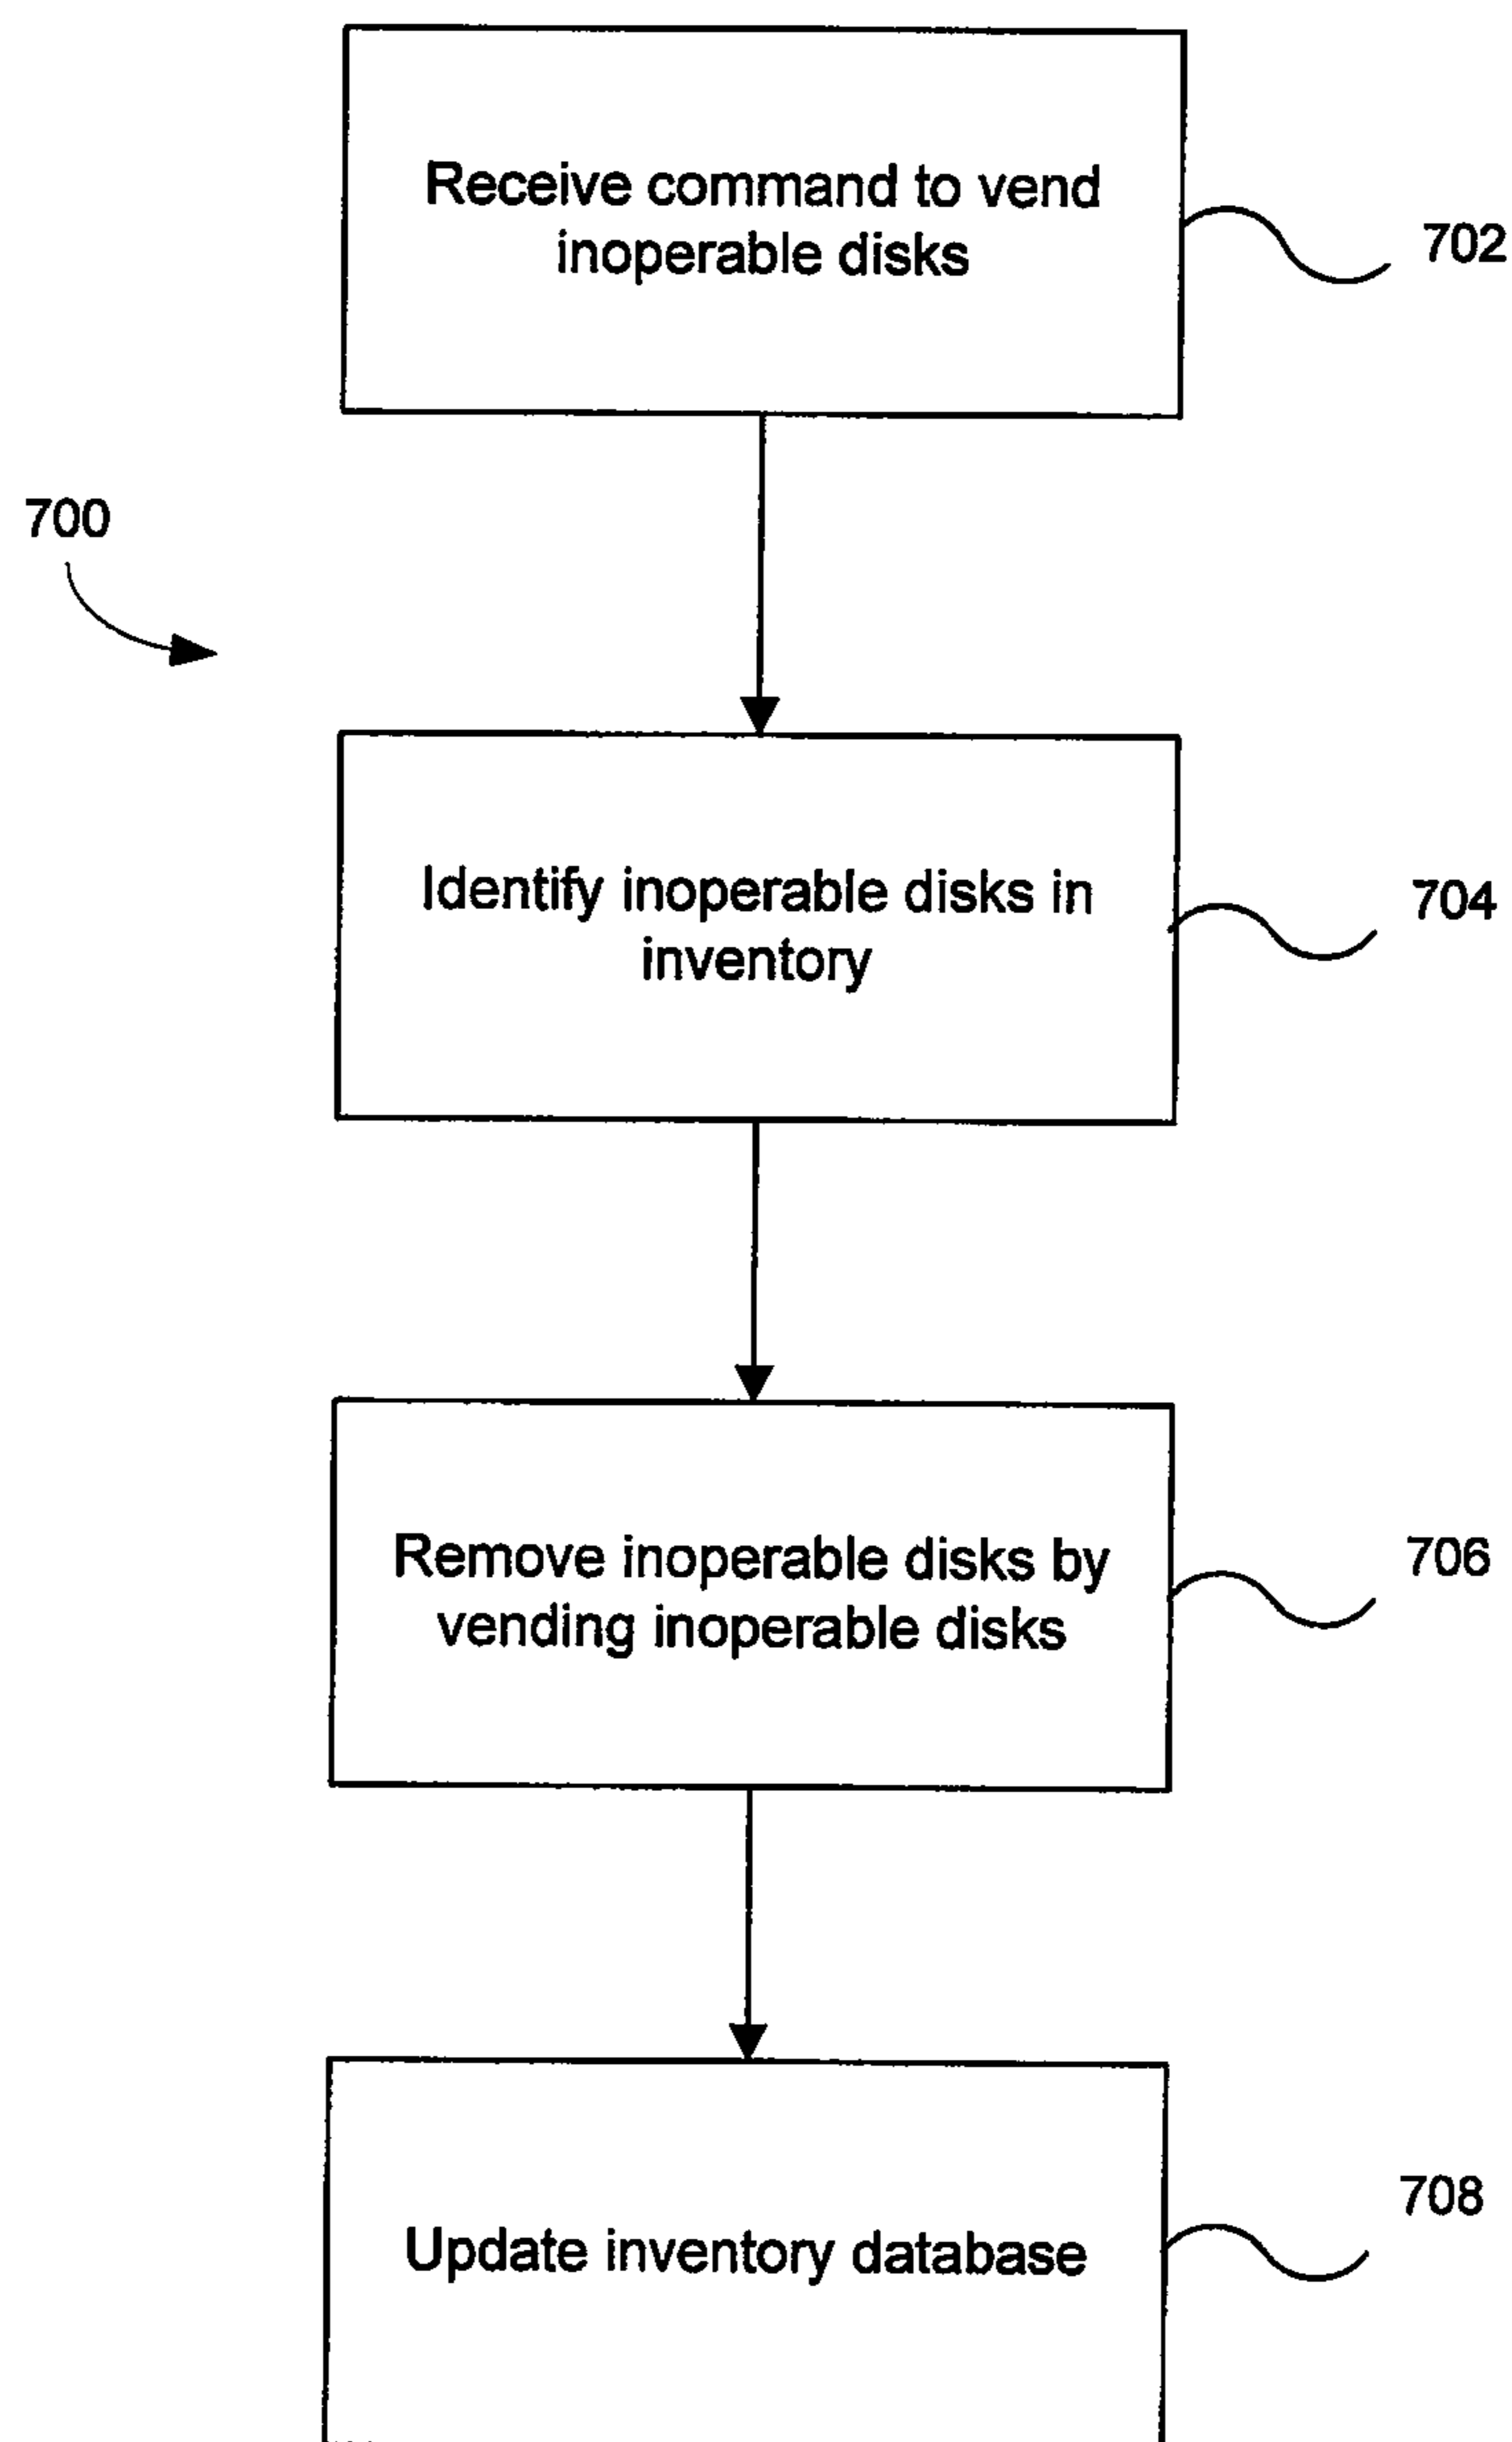 Receive command to vend
inoperable disks
702
700
Identify inoperable disks in
inventory
704
Remove inoperable disks by
vending inoperable disks
706
Update inventory database
708